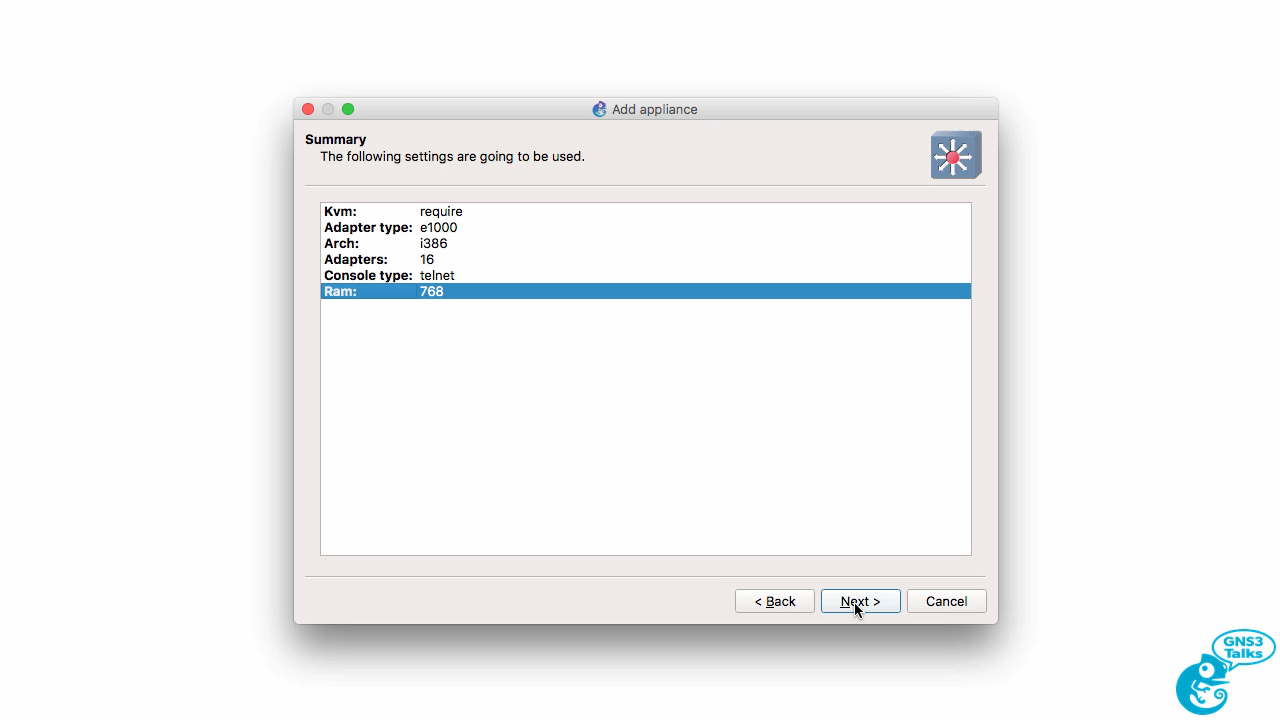 Add appliance
Summary
The following settings are going to be used.
Kvm: require
Adapter type: e1000
Arch: i386
Adapters: 16
Console type: telnet
Ram: 768
< Back Next > Cancel
GNS3
Talks